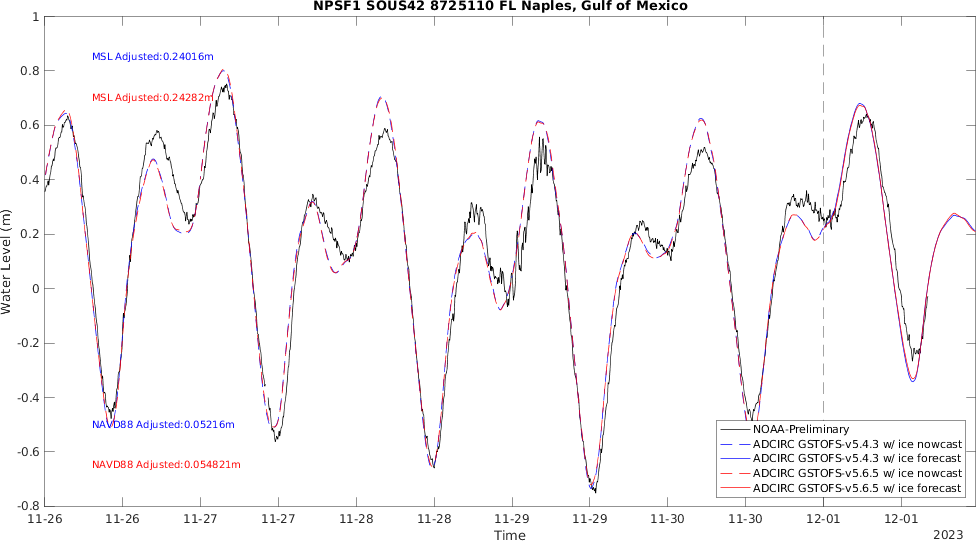 NPSF1 SOUS42 8725110 FL Naples, Gulf of Mexico
1
0.8
0.6
0.4
0.2
0
-0.2
-0.4
-0.6
-0.8
Water Level (m)
MSL Adjusted:0.24016m
MSL Adjusted:0.24282m
NAVD88 Adjusted:0.05216m
NAVD88 Adjusted:0.054821m
NOAA-Preliminary
ADCIRC GSTOFS-v5.4.3 w/ ice nowcast
ADCIRC GSTOFS-v5.4.3 w/ ice forecast
ADCIRC GSTOFS-v5.6.5 w/ ice nowcast
ADCIRC GSTOFS-v5.6.5 w/ ice forecast
11-26 11-26 11-27 11-27 11-28 11-28 11-29 11-29 11-30 11-30 12-01 12-01
Time
2023